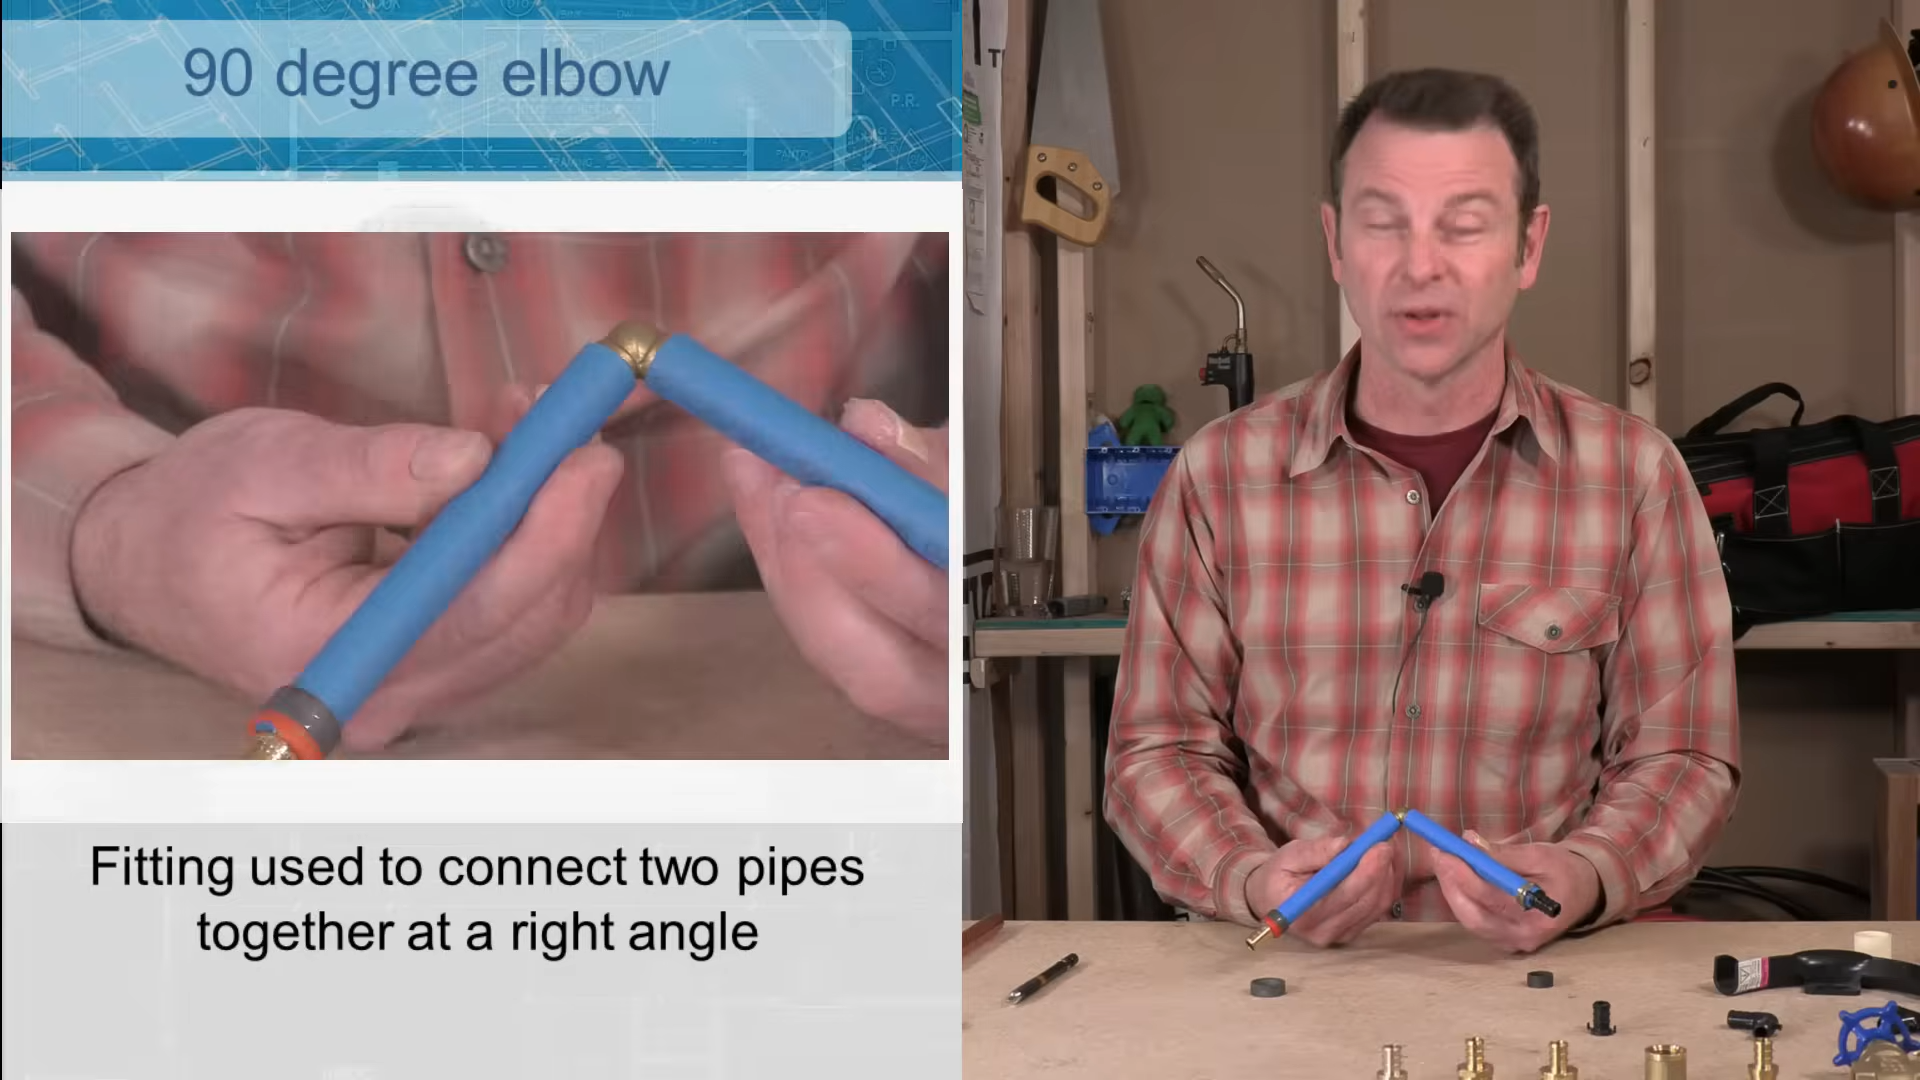 90 degree elbow
P.R.
Fitting used to connect two pipes
together at a right angle